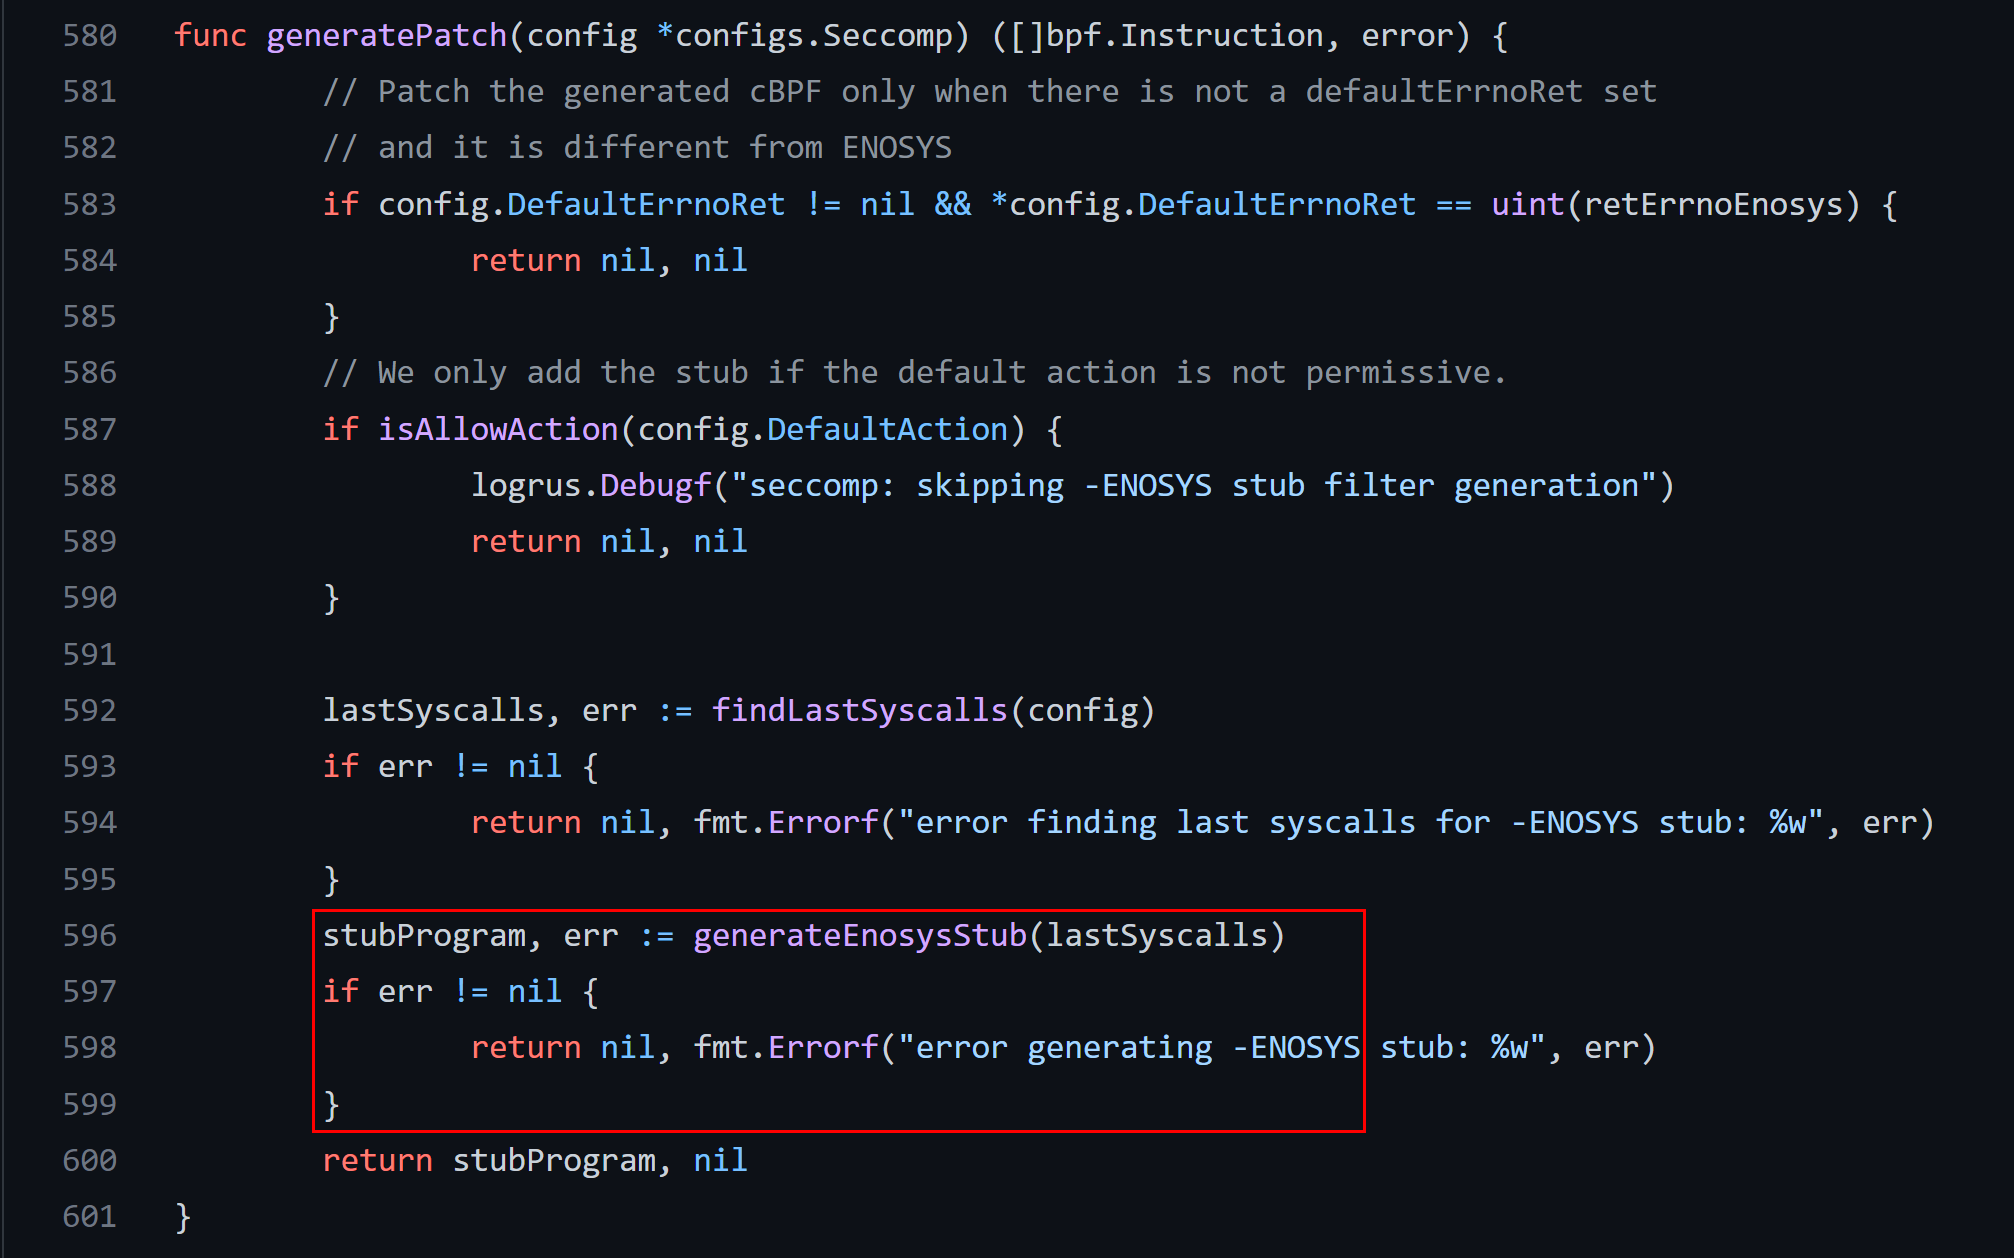 580 func generatePatch(config *configs.Seccomp) ([]bpf.Instruction, error) {
581 // Patch the generated cBPF only when there is not a defaultErrnoRet set
582 // and it is different from ENOSYS
583 if config.DefaultErrnoRet != nil && *config.DefaultErrnoRet == uint(retErrnoEnosys) {
584 return nil, nil
585 }
586 // We only add the stub if the default action is not permissive.
587 if isAllowAction(config.DefaultAction) {
588 logrus.Debugf("seccomp: skipping -ENOSYS stub filter generation")
589 return nil, nil
590 }
591
592 lastSyscalls, err := findLastSyscalls(config)
593 if err != nil {
594 return nil, fmt.Errorf("error finding last syscalls for -ENOSYS stub: %w", err)
595 }
596 stubProgram, err := generateEnosysStub(lastSyscalls)
597 if err != nil {
598 return nil, fmt.Errorf("error generating -ENOSYS stub: %w", err)
599 }
600 return stubProgram, nil
601 }